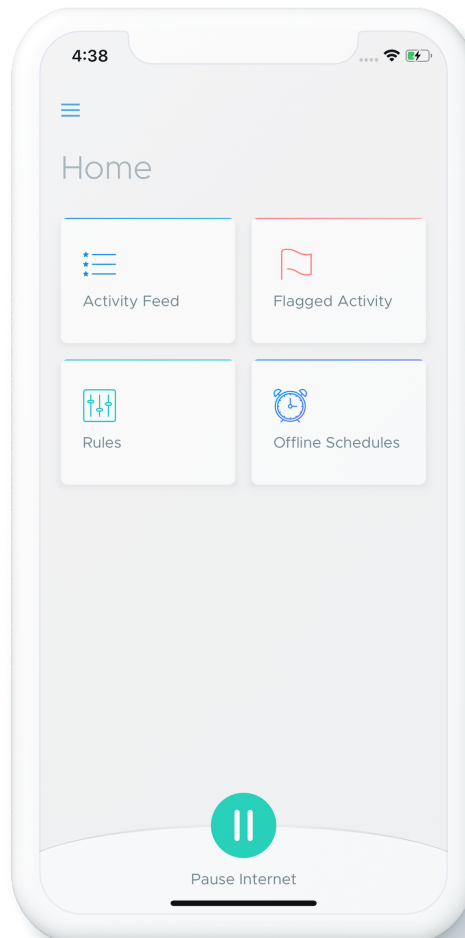 4:38
Home
Activity Feed
Flagged Activity
Rules
Offline Schedules
Pause Internet